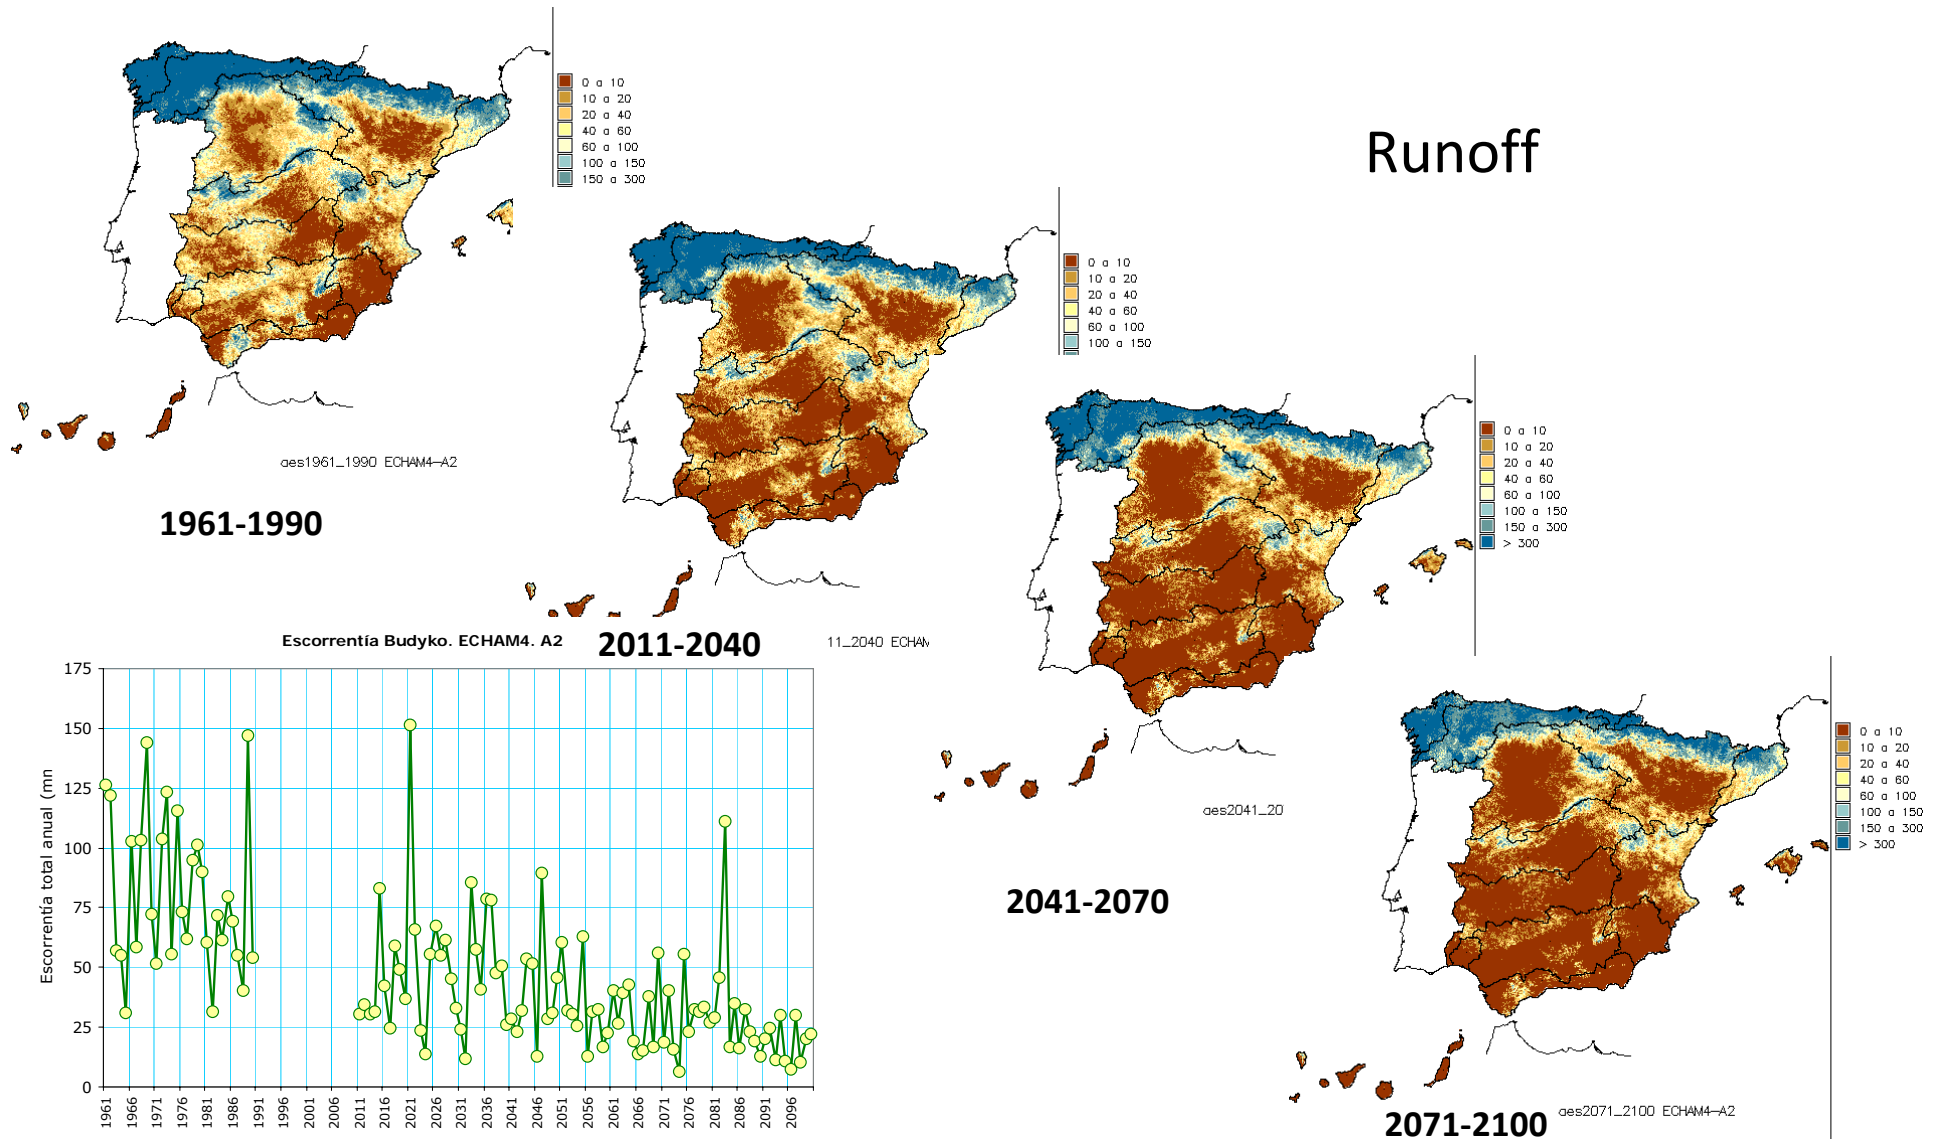 Runoff
0 a 10
10 a 20
20 a 40
40 a 60
60 a 100
100 a 150
150 a 300
aes1961_1990 ECHAM4-A2
1961-1990
0 a 10
10 a 20
20 a 40
40 a 60
60 a 100
100 a 150
11_2040 ECHAM
2011-2040
0 a 10
10 a 20
20 a 40
40 a 60
60 a 100
100 a 150
150 a 300
> 300
aes2041_20
2041-2070
0 a 10
10 a 20
20 a 40
40 a 60
60 a 100
100 a 150
150 a 300
> 300
aes2071_2100 ECHAM4-A2
2071-2100
Escorrentía Budyko. ECHAM4. A2
Escorrentía total anual (mn
175
150
125
100
75
50
25
0
1961
1966
1971
1976
1981
1986
1991
1996
2001
2006
2011
2016
2021
2026
2031
2036
2041
2046
2051
2056
2061
2066
2071
2076
2081
2086
2091
2096